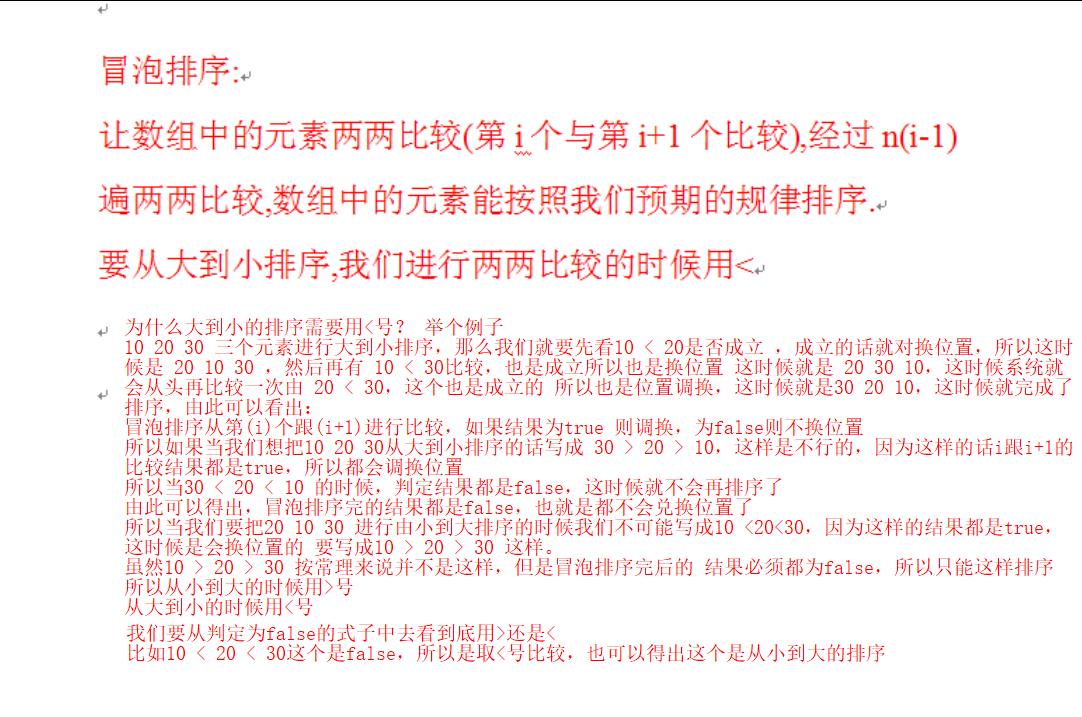 冒泡排序:
让数组中的元素两两比较(第 i 个与第 i+1 个比较),经过 n(i-1)
遍两两比较,数组中的元素能按照我们预期的规律排序.
要从大到小排序,我们进行两两比较的时候用<
为什么大到小的排序需要用<号? 举个例子
10 20 30 三个元素进行大到小排序，那么我们就要先看10 < 20是否成立 ，成立的话就对换位置，所以这时
候是 20 10 30 ，然后再有 10 < 30比较，也是成立所以也是换位置 这时候就是 20 30 10，这时候系统就
会从头再比较一次由 20 < 30，这个也是成立的 所以也是位置调换，这时候就是30 20 10，这时候就完成了
排序，由此可以看出：
冒泡排序从第(i)个跟(i+1)进行比较，如果结果为true 则调换，为false则不换位置
所以如果当我们想把10 20 30从大到小排序的话写成 30 > 20 > 10，这样是不行的，因为这样的话i跟i+1的
比较结果都是true，所以都会调换位置
所以当30 < 20 < 10 的时候，判定结果都是false，这时候就不会再排序了
由此可以得出，冒泡排序完的结果都是false，也就是都不会兑换位置了
所以当我们要把20 10 30 进行由小到大排序的时候我们不可能写成10 <20<30，因为这样的结果都是true，
这时候是会换位置的 要写成10 > 20 > 30 这样。
虽然10 > 20 > 30 按常理来说并不是这样，但是冒泡排序完后的 结果必须都为false，所以只能这样排序
所以从小到大的时候用>号
从大到小的时候用<号
我们要从判定为false的式子中去看到底用>还是<
比如10 < 20 < 30这个是false，所以是取<号比较，也可以得出这个是从小到大的排序